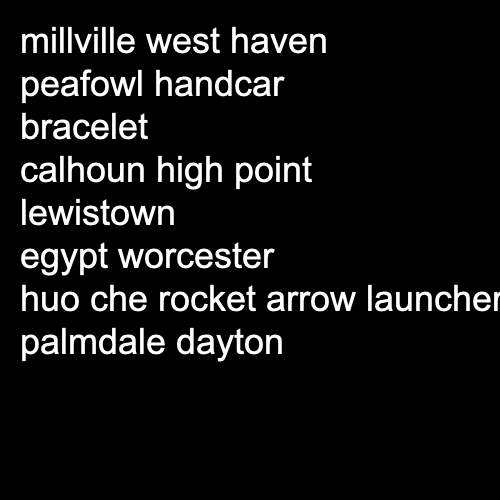 millville west haven
peafowl handcar
bracelet
calhoun high point
lewistown
egypt worcester
huo che rocket arrow launcher
palmdale dayton